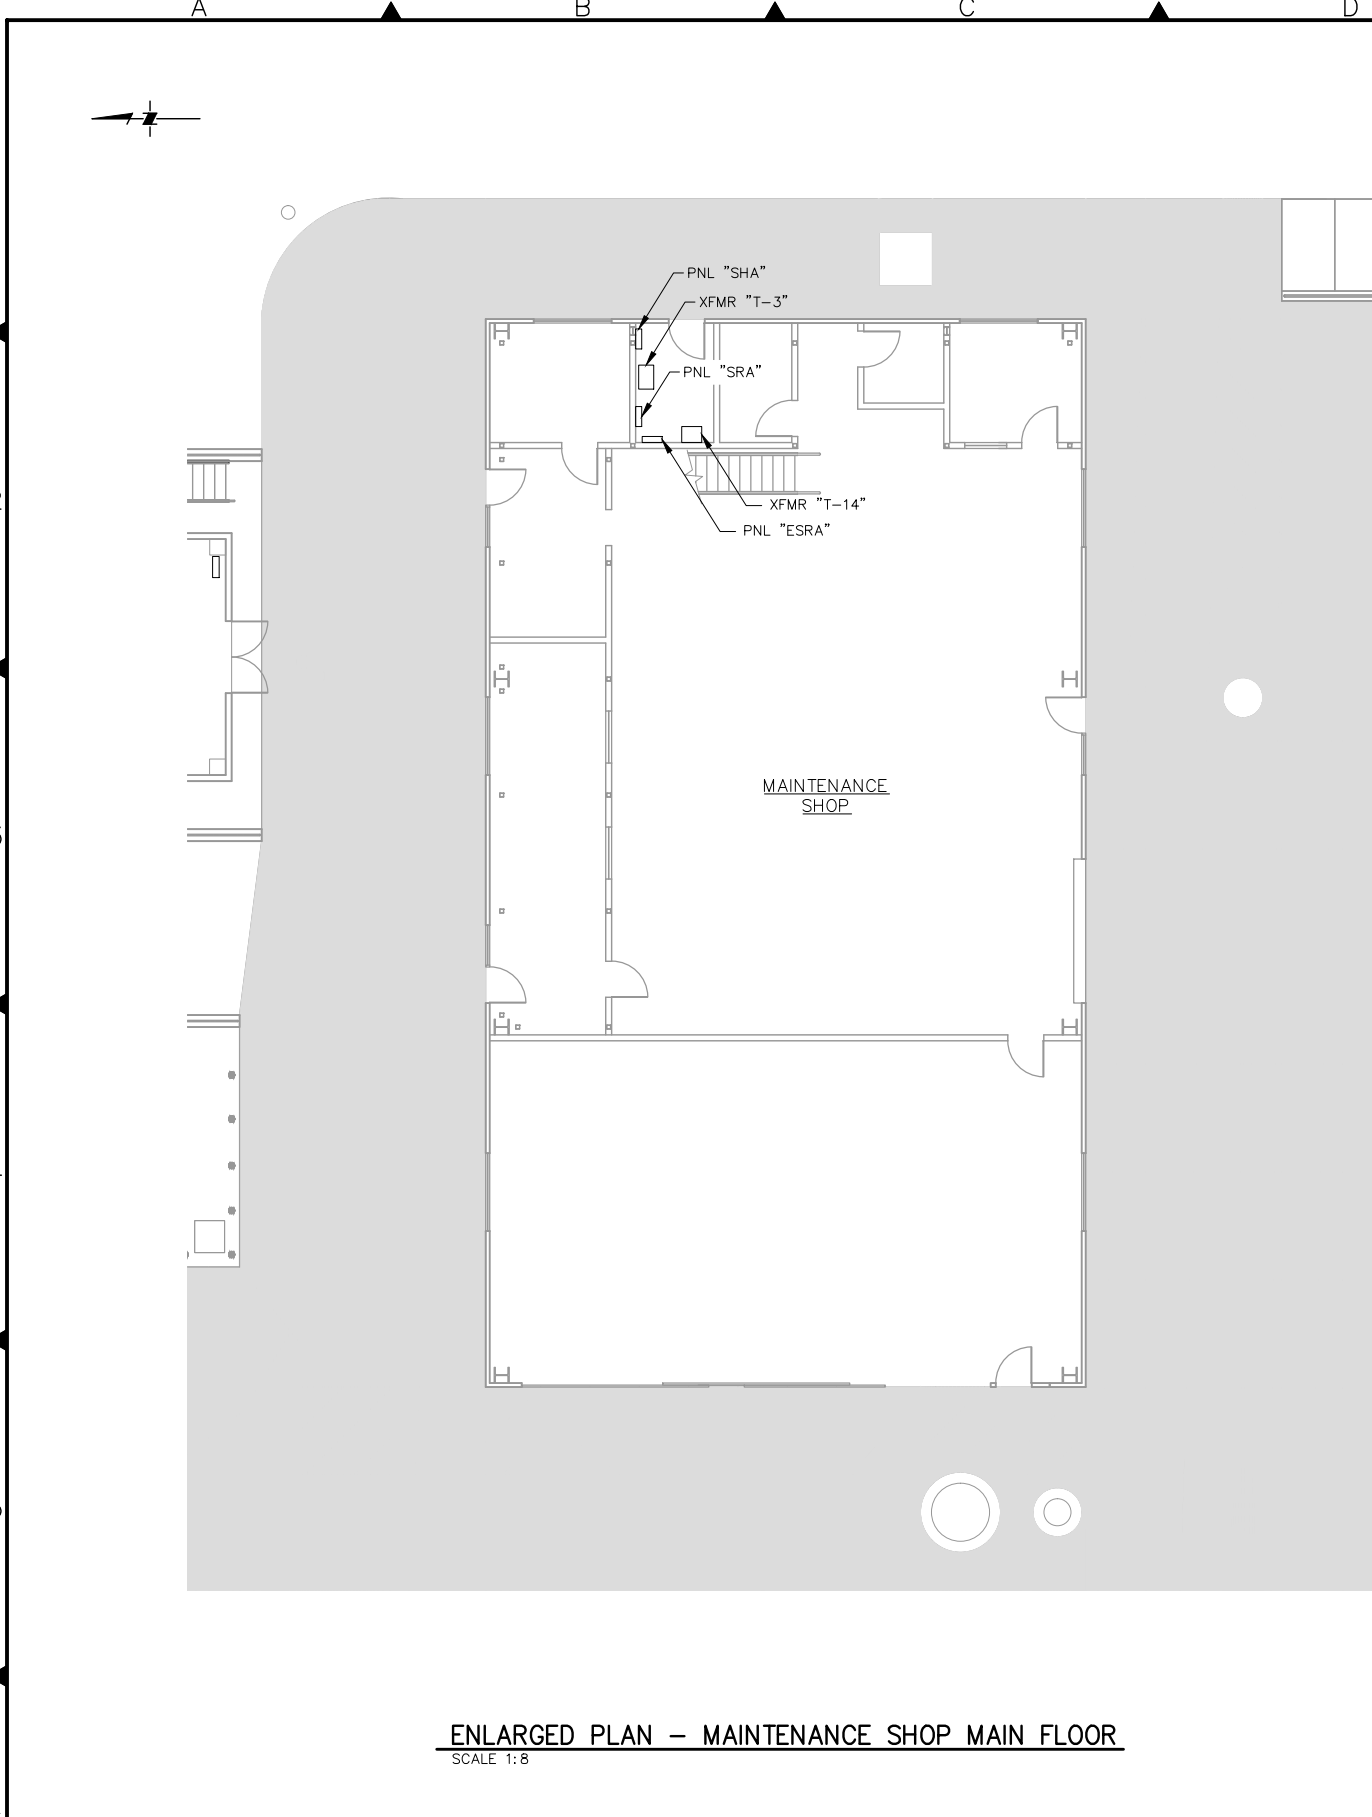 A B C D
PNL "SHA"
XFMR "T-3"
PNL "SRA"
XFMR "T-14"
PNL "ESRA"
MAINTENANCE
SHOP
ENLARGED PLAN - MAINTENANCE SHOP MAIN FLOOR
SCALE 1:8